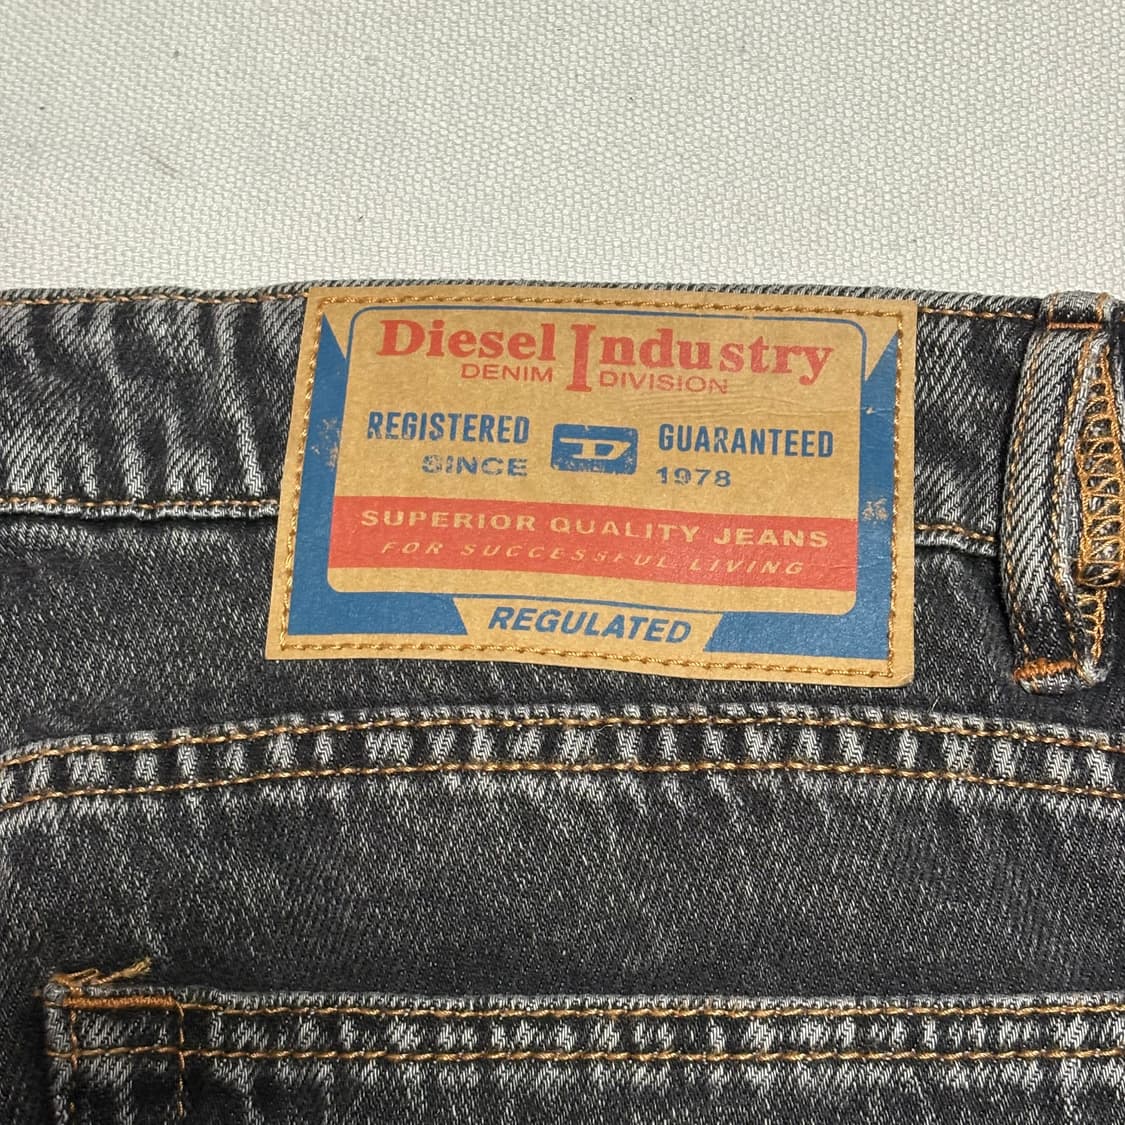 Diesel Industry
DENIM DIVISION
REGISTERED D GUARANTEED
SINCE 1978
SUPERIOR QUALITY JEANS
FOR SUCCESSFUL LIVING
REGULATED